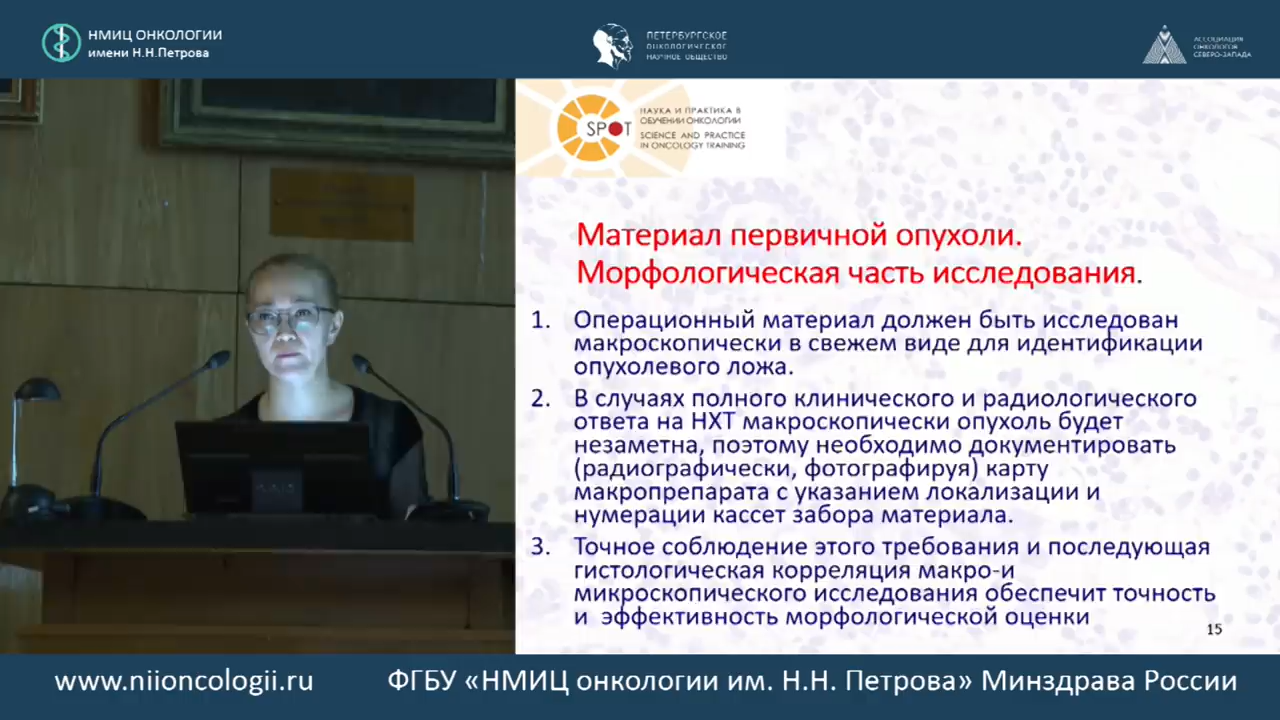 НМИЦ ОНКОЛОГИИ
имени Н.Н.Петрова
ПЕТЕРБУРГСКОЕ
ОНКОЛОГИЧЕСКОЕ
НАУЧНОЕ ОБЩЕСТВО
АССОЦИАЦИЯ
ОНКОЛОГОВ
СЕВЕРО-ЗАПАДА
SPOT
НАУКА И ПРАКТИКА В
ОБУЧЕНИИ ОНКОЛОГИИ
SCIENCE AND PRACTICE
IN ONCOLOGY TRAINING
Материал первичной опухоли.
Морфологическая часть исследования.
1. Операционный материал должен быть исследован
макроскопически в свежем виде для идентификации
опухолевого ложа.
2. В случаях полного клинического и радиологического
ответа на НХТ макроскопически опухоль будет
незаметна, поэтому необходимо документировать
(радиографически, фотографируя) карту
макропрепарата с указанием локализации и
нумерации кассет забора материала.
3. Точное соблюдение этого требования и последующая
гистологическая корреляция макро-и
микроскопического исследования обеспечит точность
и эффективность морфологической оценки
15
www.niioncologii.ru
ФГБУ «НМИЦ онкологии им. Н.Н. Петрова» Минздрава России